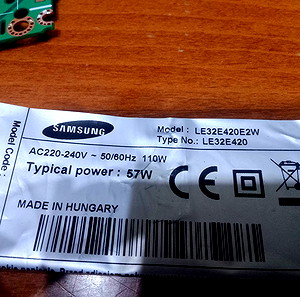 SAMSUNG
Model : LE32E420E2W
Type No.: LE32E420
AC220-240V ~ 50/60Hz 110W
Typical power : 57W
MADE IN HUNGARY
Model Code :